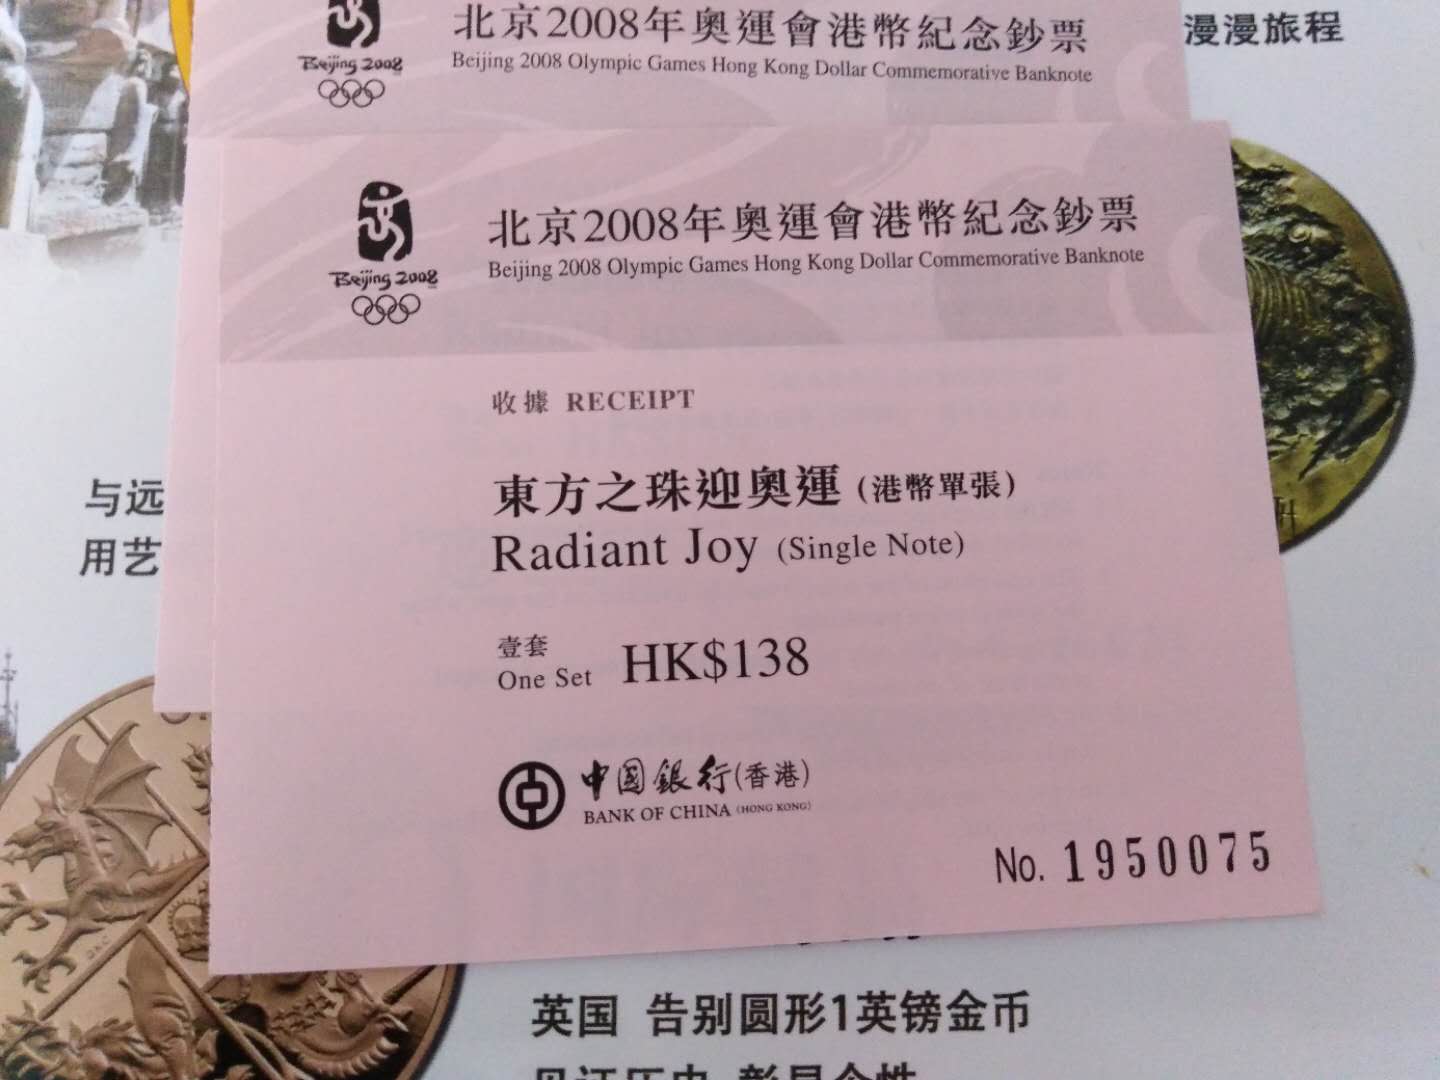 北京2008年奧運會港幣紀念鈔票
Beijing 2008 Olympic Games Hong Kong Dollar Commemorative Banknote
Beijing 2008
漫漫旅程
北京2008年奧運會港幣紀念鈔票
Beijing 2008 Olympic Games Hong Kong Dollar Commemorative Banknote
Beijing 2008
收據 RECEIPT
東方之珠迎奧運 (港幣單張)
Radiant Joy (Single Note)
与远
用艺
壹套
One Set HK$138
中國銀行(香港)
BANK OF CHINA (HONG KONG)
No. 1950075
英国 告别圆形1英镑金币